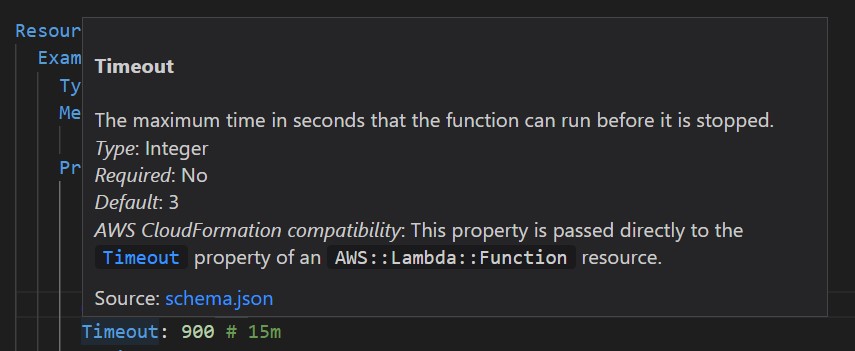 Resour
Exam
Ty
Me
Pr
Timeout
The maximum time in seconds that the function can run before it is stopped.
Type: Integer
Required: No
Default: 3
AWS CloudFormation compatibility: This property is passed directly to the
Timeout property of an AWS::Lambda::Function resource.
Source: schema.json
Timeout: 900 # 15m